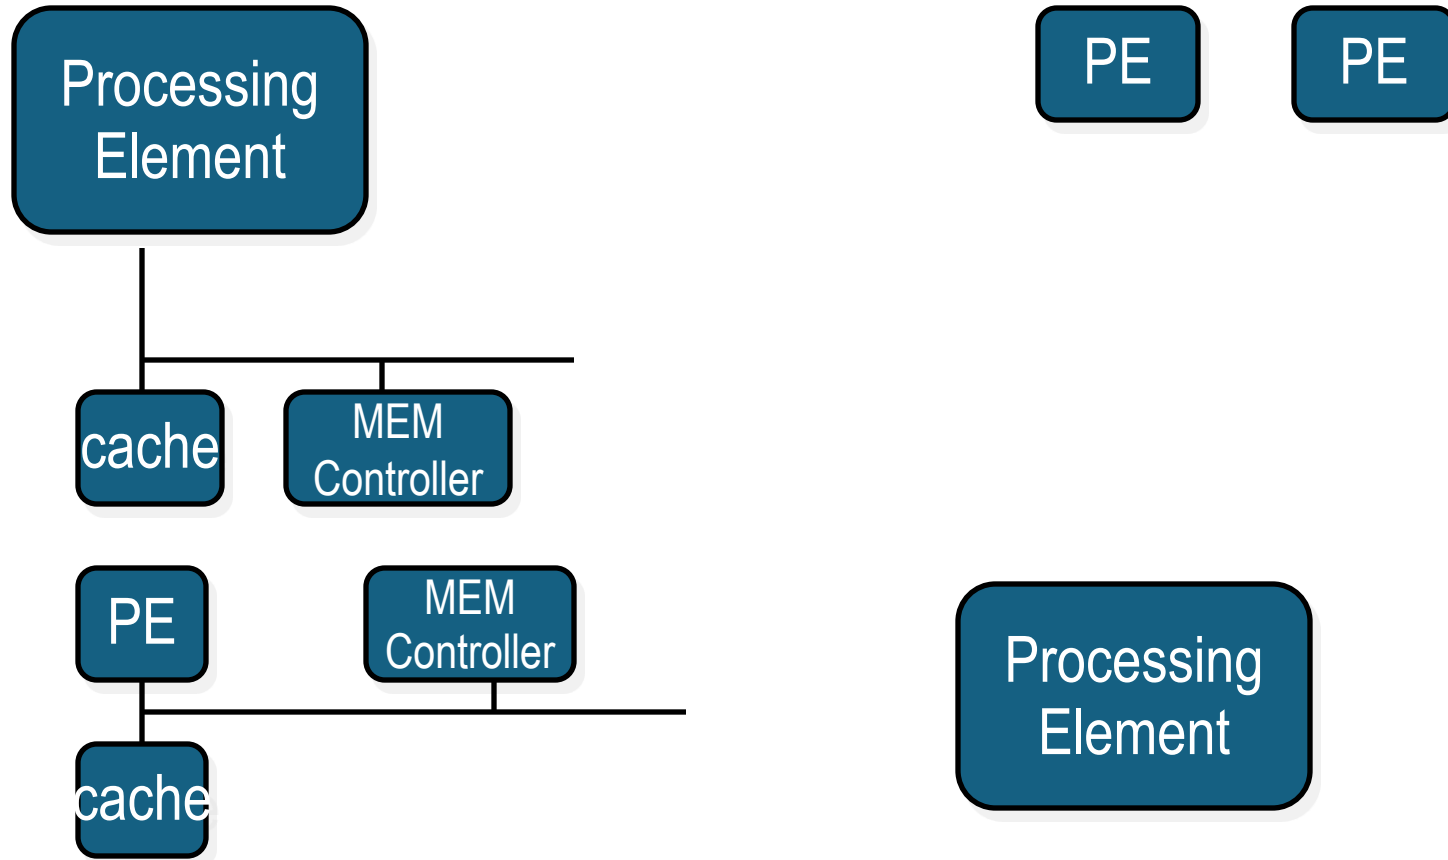 Processing
Element
PE
PE
cache
MEM
Controller
PE
MEM
Controller
cache
Processing
Element